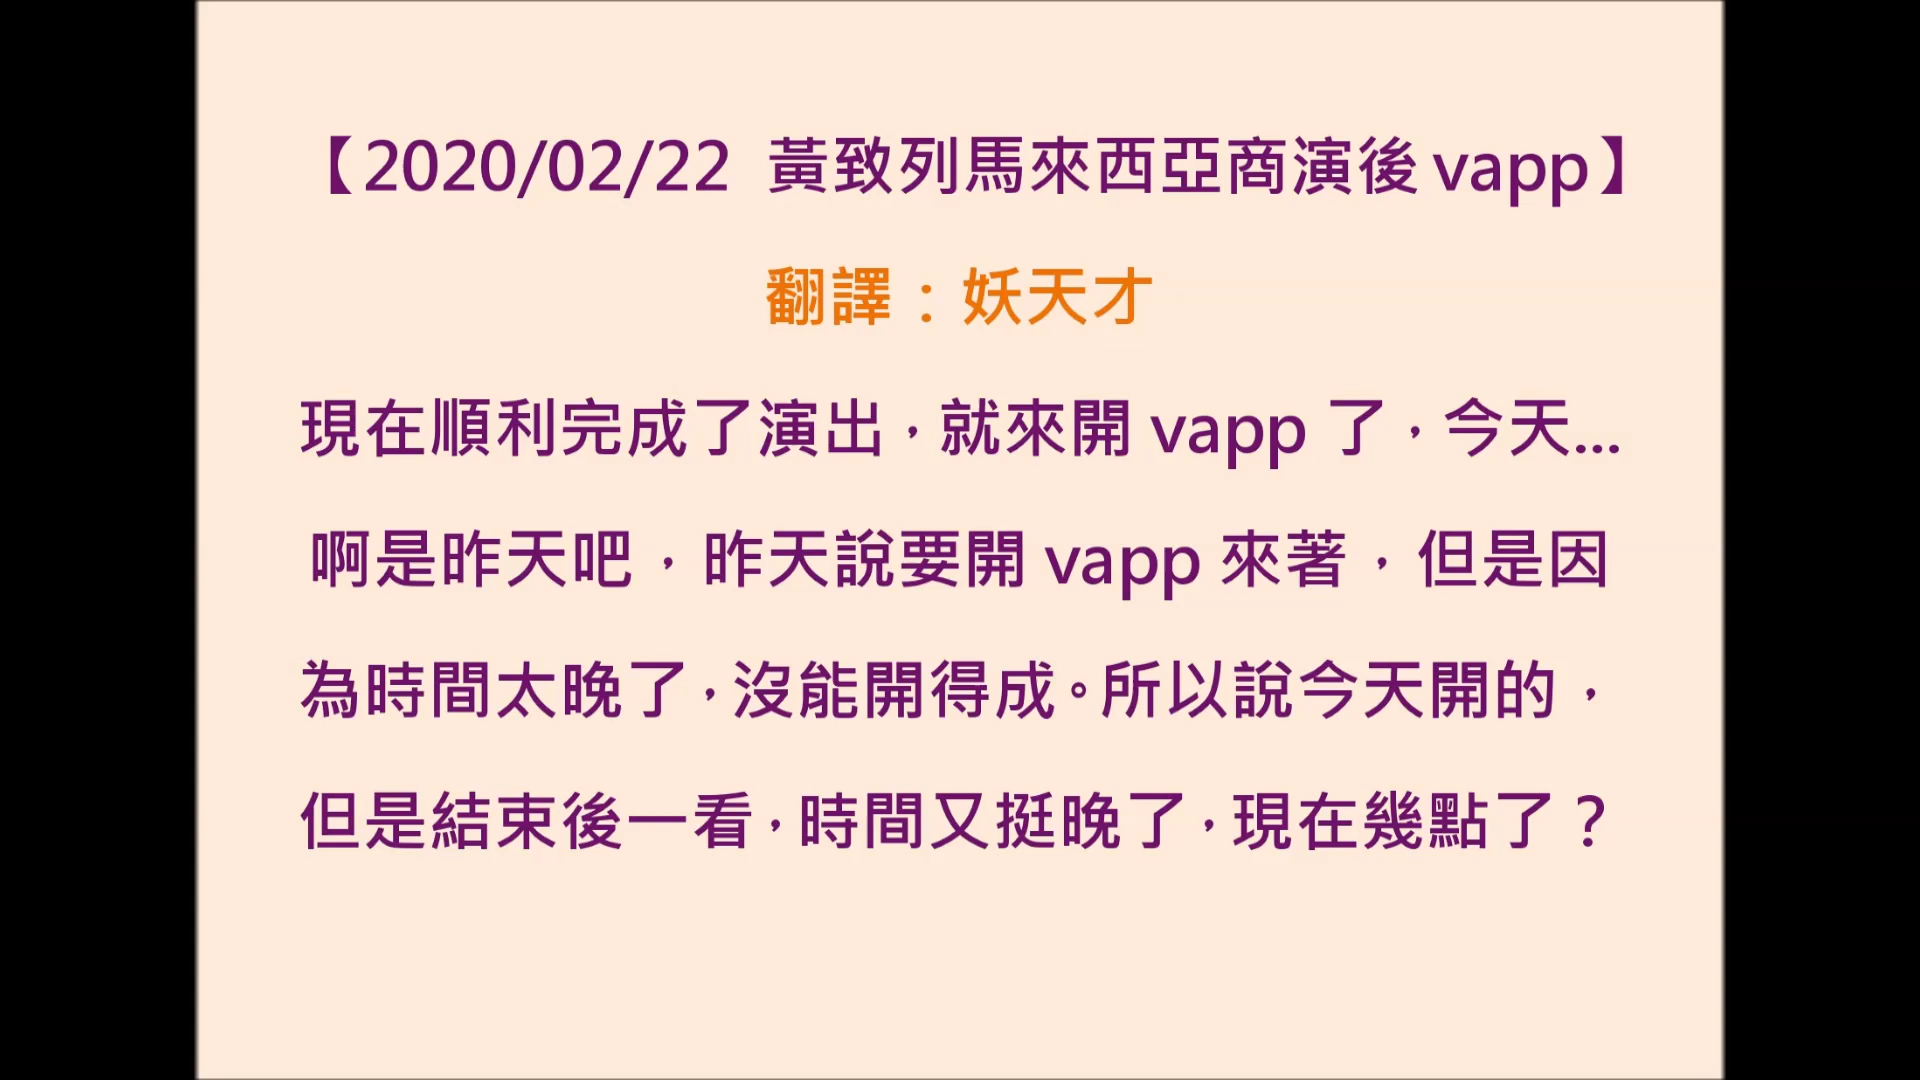 【2020/02/22 黃致列馬來西亞商演後 vapp】
翻譯：妖天才
現在順利完成了演出，就來開 vapp 了，今天...
啊是昨天吧，昨天說要開 vapp 來著，但是因
為時間太晚了，沒能開得成。所以說今天開的，
但是結束後一看，時間又挺晚了，現在幾點了？